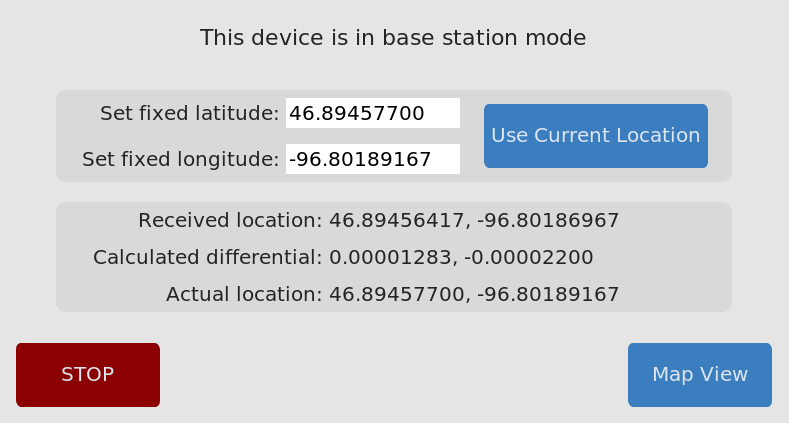 This device is in base station mode
Set fixed latitude: 46.89457700
Set fixed longitude: -96.80189167
Use Current Location
Received location: 46.89456417, -96.80186967
Calculated differential: 0.00001283, -0.00002200
Actual location: 46.89457700, -96.80189167
STOP
Map View